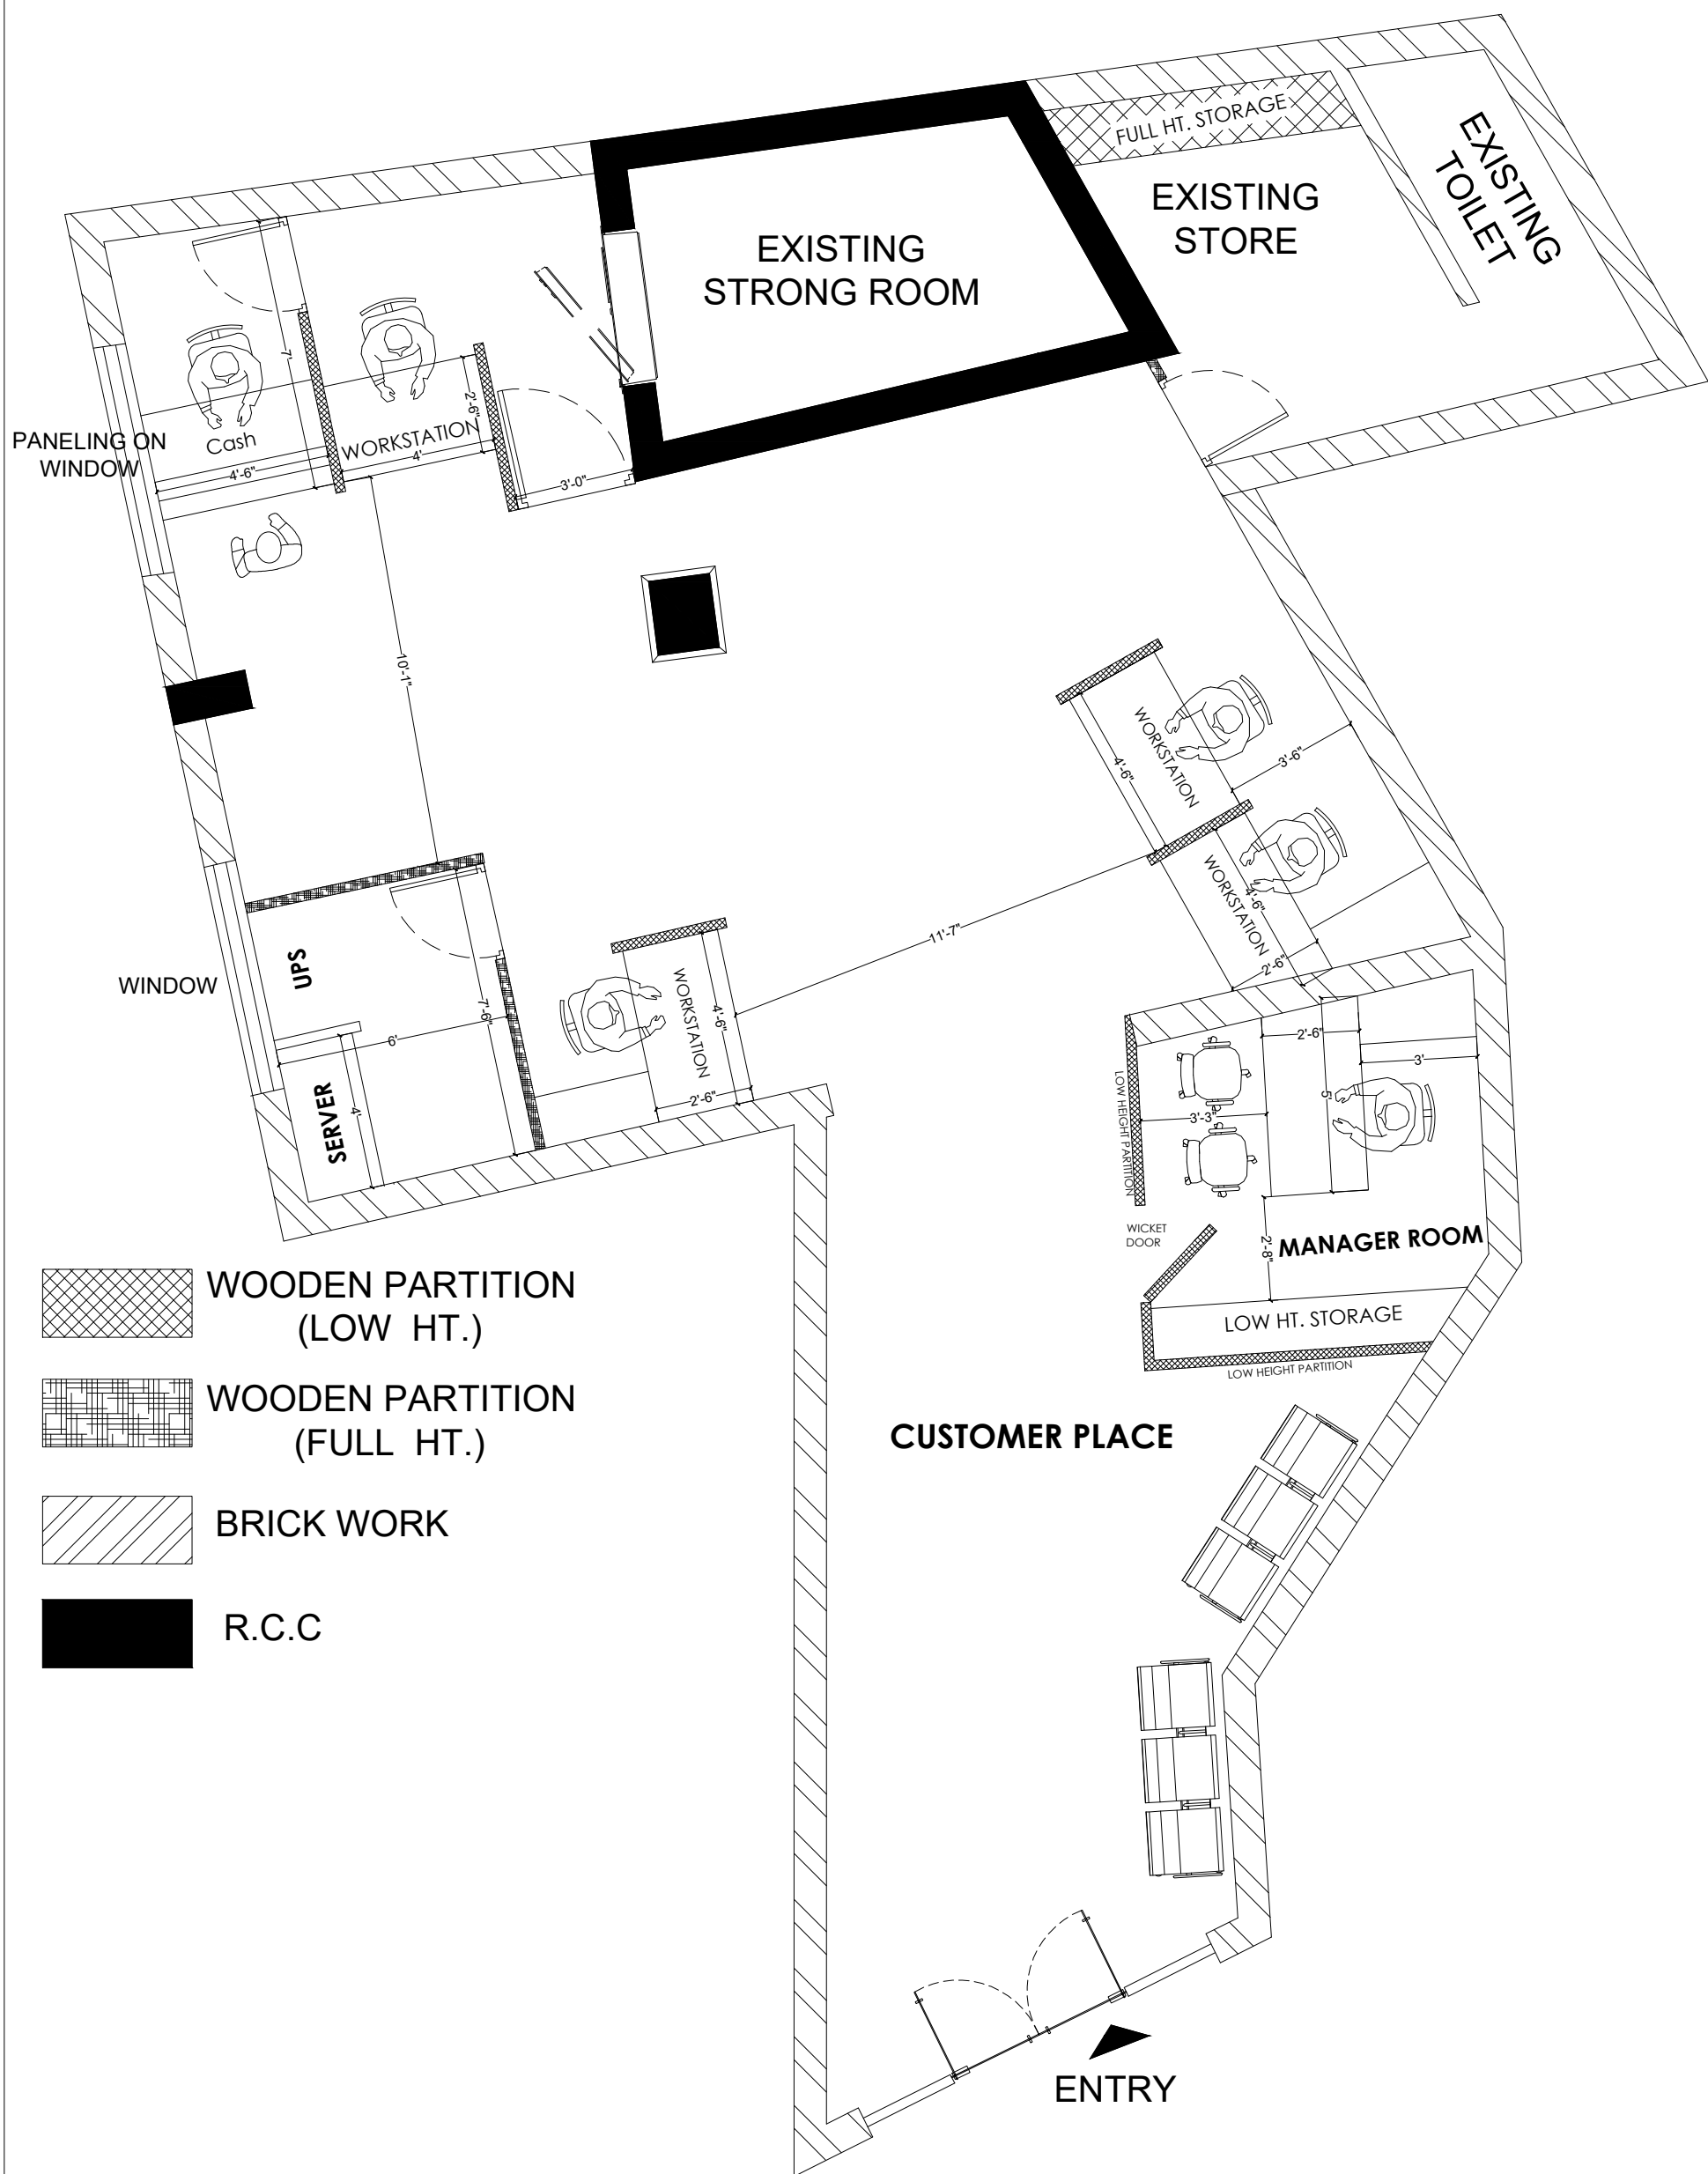 FULL HT. STORAGE
EXISTING
TOILET
EXISTING
STORE
EXISTING
STRONG ROOM
7'
2'-6"
PANELING ON
WINDOW
Cash
WORKSTATION
4'-6"
4'
3'-0"
10'-1"
WORKSTATION
4'-6"
3'-6"
WORKSTATION
4'-6"
2'-6"
11'-7"
UPS
WINDOW
7'-6"
6'
SERVER
4'
WORKSTATION
4'-6"
2'-6"
2'-6"
3'
5'
LOW HEIGHT PARTITION
3'-3"
WICKET
DOOR
2'-8"
MANAGER ROOM
LOW HT. STORAGE
LOW HEIGHT PARTITION
WOODEN PARTITION
(LOW HT.)
WOODEN PARTITION
(FULL HT.)
BRICK WORK
R.C.C
CUSTOMER PLACE
ENTRY